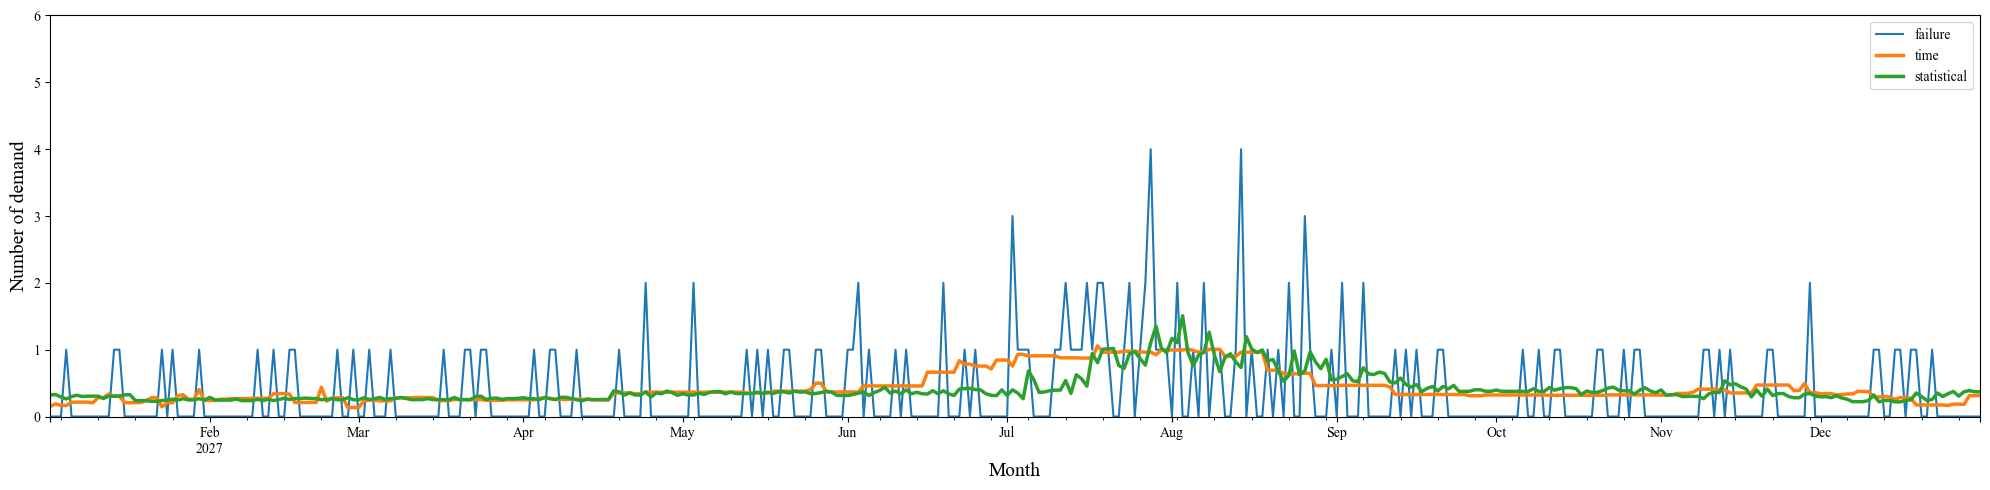 6
5
4
3
2
1
0
Number of demand
failure
time
statistical
Feb
2027
Mar
Apr
May
Jun
Jul
Aug
Sep
Oct
Nov
Dec
Month